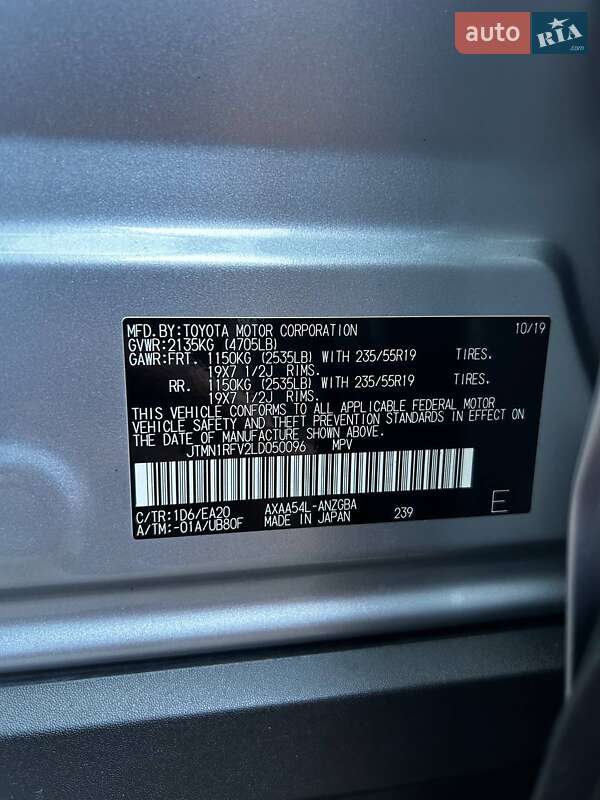 auto RIA .com
MFD.BY:TOYOTA MOTOR CORPORATION 10/19
GVWR:2135KG (4705LB)
GAWR:FRT. 1150KG (2535LB) WITH 235/55R19 TIRES.
19X7 1/2J RIMS.
RR. 1150KG (2535LB) WITH 235/55R19 TIRES.
19X7 1/2J RIMS.
THIS VEHICLE CONFORMS TO ALL APPLICABLE FEDERAL MOTOR
VEHICLE SAFETY AND THEFT PREVENTION STANDARDS IN EFFECT ON
THE DATE OF MANUFACTURE SHOWN ABOVE.
JTMN1RFV2LD050096 MPV
C/TR:1D6/EA20 AXAA54L-ANZGBA 239 E
A/TM:-01A/UB80F MADE IN JAPAN